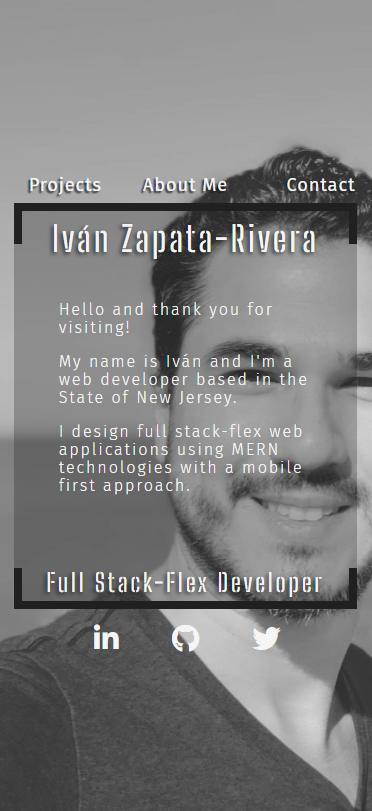 Projects About Me Contact
Iván Zapata-Rivera
Hello and thank you for
visiting!
My name is Iván and I'm a
web developer based in the
State of New Jersey.
I design full stack-flex web
applications using MERN
technologies with a mobile
first approach.
Full Stack-Flex Developer
in